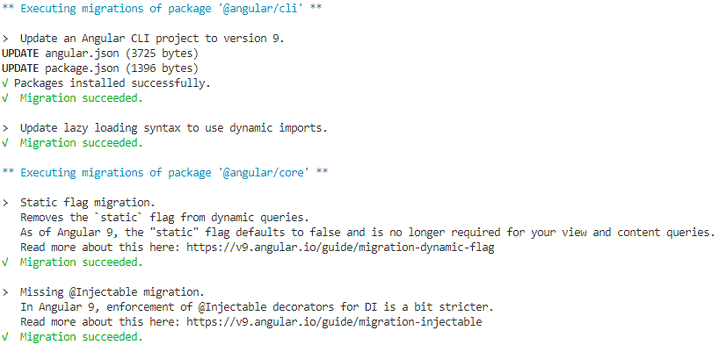 ** Executing migrations of package '@angular/cli' **
> Update an Angular CLI project to version 9.
UPDATE angular.json (3725 bytes)
UPDATE package.json (1396 bytes)
√ Packages installed successfully.
√ Migration succeeded.
> Update lazy loading syntax to use dynamic imports.
√ Migration succeeded.
** Executing migrations of package '@angular/core' **
> Static flag migration.
Removes the `static` flag from dynamic queries.
As of Angular 9, the "static" flag defaults to false and is no longer required for your view and content queries.
Read more about this here: https://v9.angular.io/guide/migration-dynamic-flag
√ Migration succeeded.
> Missing @Injectable migration.
In Angular 9, enforcement of @Injectable decorators for DI is a bit stricter.
Read more about this here: https://v9.angular.io/guide/migration-injectable
√ Migration succeeded.